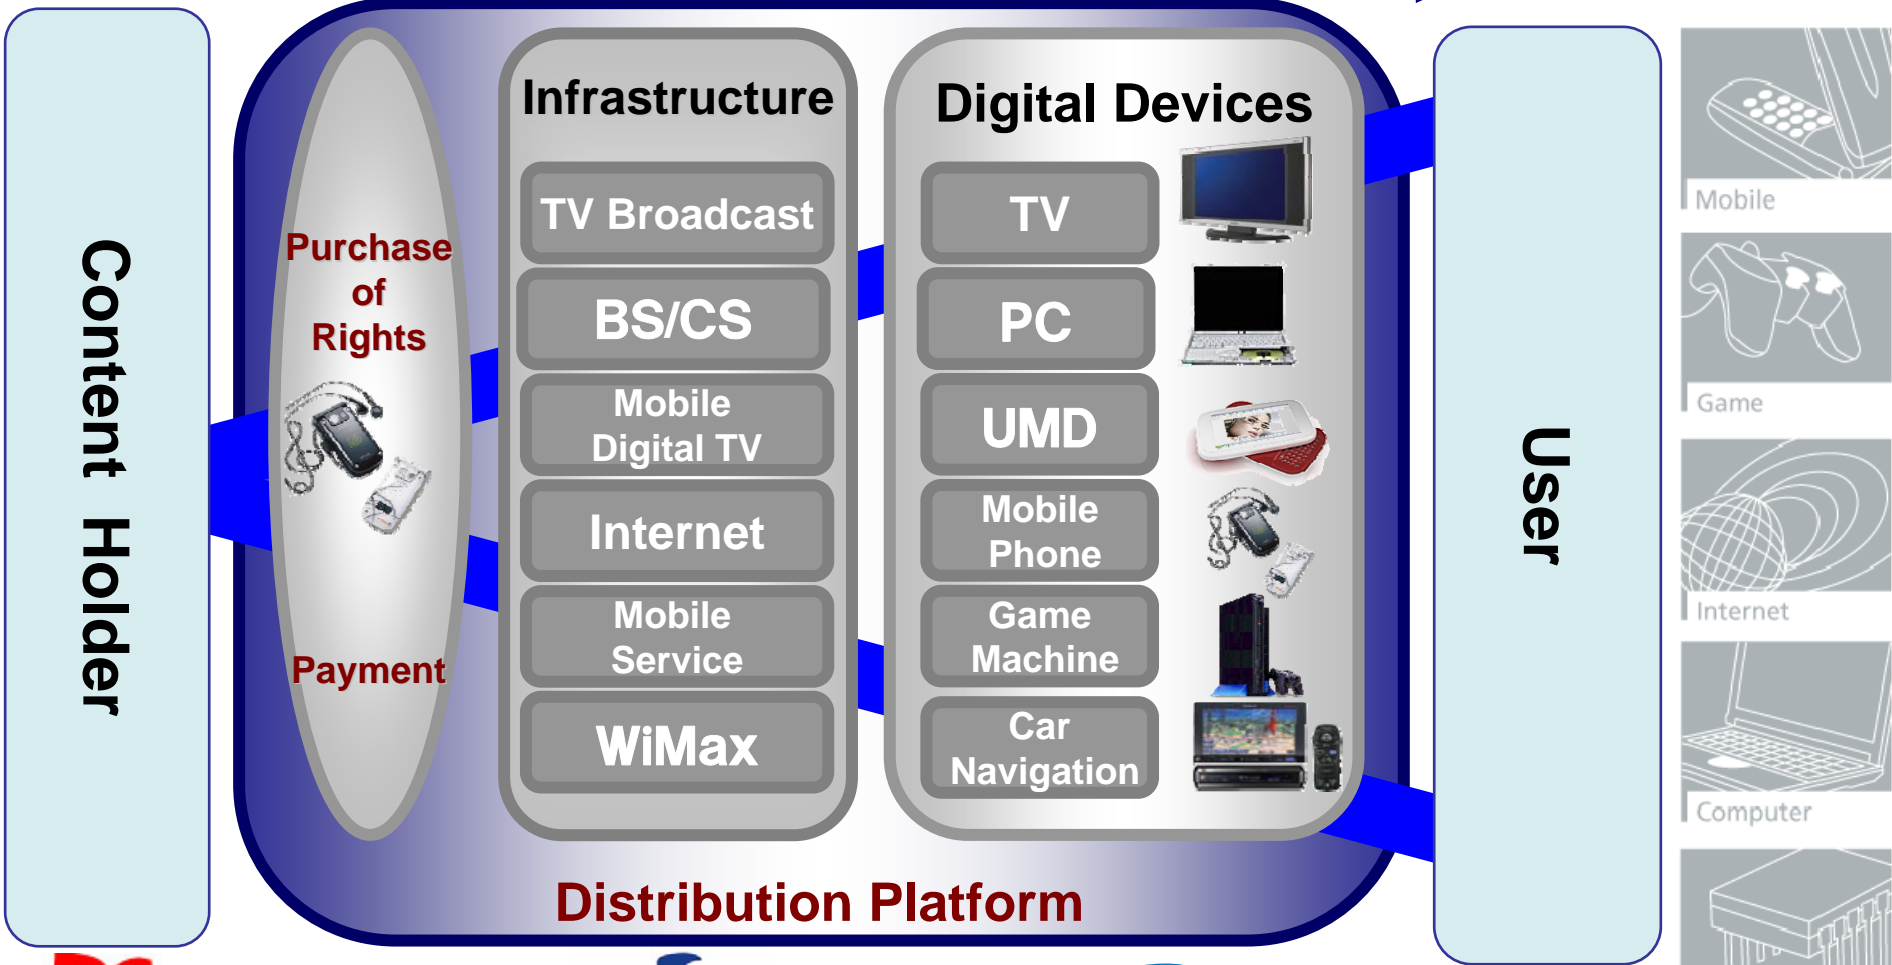 Content Holder
Purchase
of
Rights
Payment
Infrastructure
TV Broadcast
BS/CS
Mobile
Digital TV
Internet
Mobile
Service
WiMax
Digital Devices
TV
PC
UMD
Mobile
Phone
Game
Machine
Car
Navigation
Distribution Platform
User
Mobile
Game
Internet
Computer